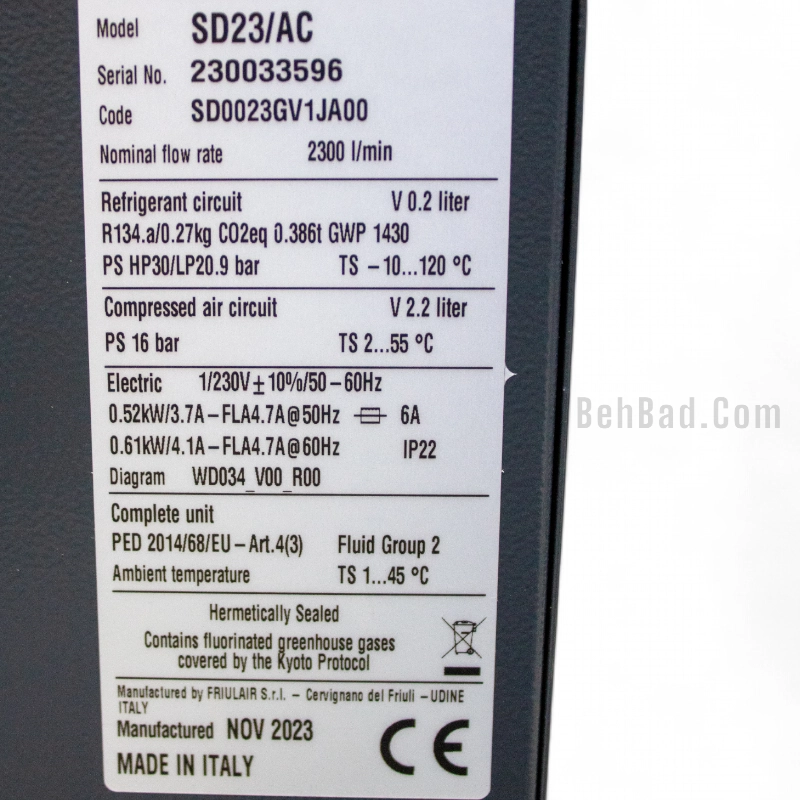 Model SD23/AC
Serial No. 230033596
Code SD0023GV1JA00
Nominal flow rate 2300 l/min
Refrigerant circuit V 0.2 liter
R134.a/0.27kg CO2eq 0.386t GWP 1430
PS HP30/LP20.9 bar TS –10...120 ºC
Compressed air circuit V 2.2 liter
PS 16 bar TS 2...55 ºC
Electric 1/230V±10%/50–60Hz
0.52kW/3.7A–FLA4.7A@50Hz 6A
0.61kW/4.1A–FLA4.7A@60Hz IP22
Diagram WD034_V00_R00
Complete unit
PED 2014/68/EU–Art.4(3) Fluid Group 2
Ambient temperature TS 1...45 ºC
Hermetically Sealed
Contains fluorinated greenhouse gases
covered by the Kyoto Protocol
Manufactured by FRIULAIR S.r.l. – Cervignano del Friuli –UDINE
ITALY
Manufactured NOV 2023
MADE IN ITALY
CE
BehBad.Com